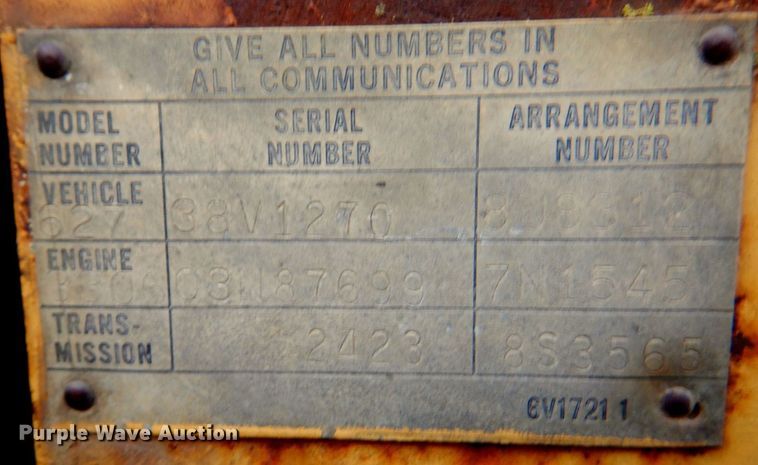 GIVE ALL NUMBERS IN
ALL COMMUNICATIONS
MODEL NUMBER SERIAL NUMBER ARRANGEMENT NUMBER
VEHICLE
627 38V1270
ENGINE
03N87699 7N1545
TRANS-
MISSION 2423 8S3565
6V1721 1
Purple Wave Auction